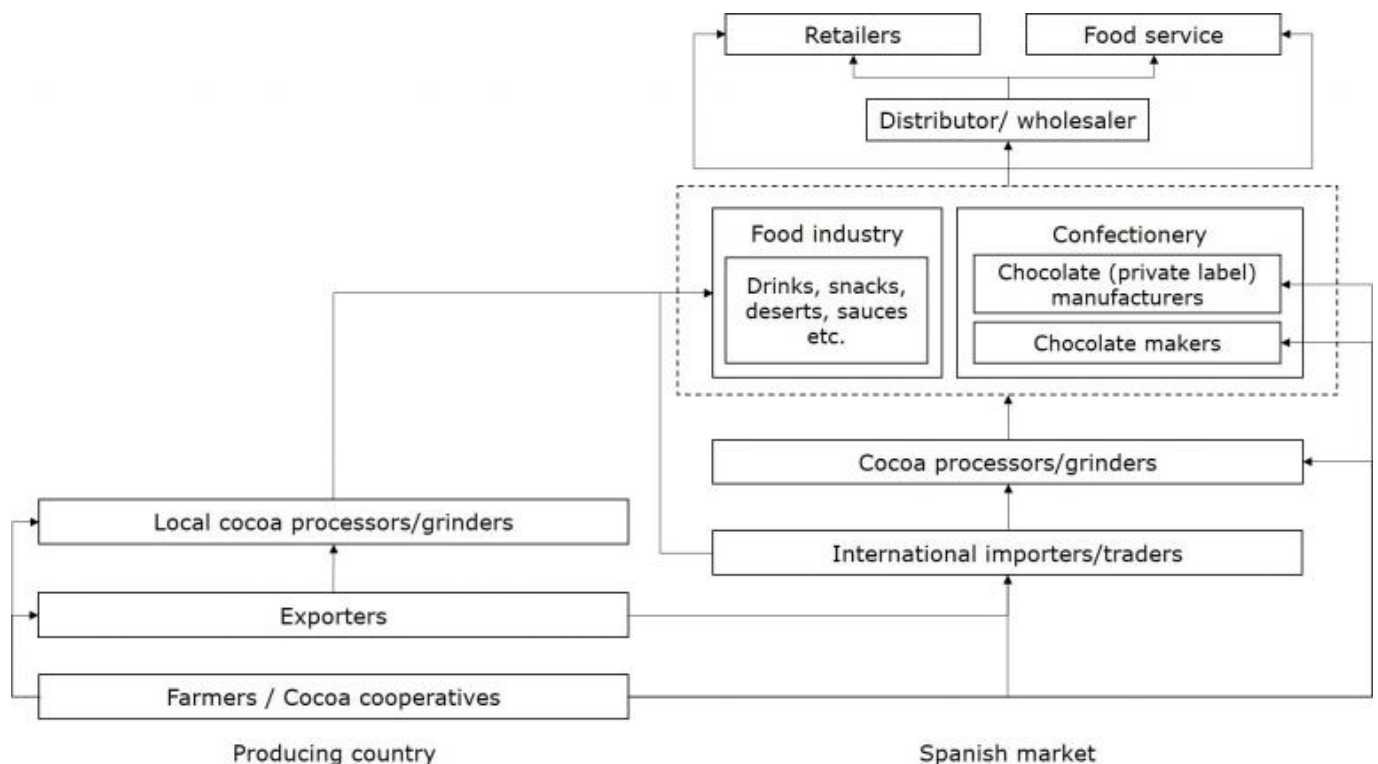 Retailers
Food service
Distributor/ wholesaler
Food industry
Drinks, snacks,
deserts, sauces
etc.
Confectionery
Chocolate (private label)
manufacturers
Chocolate makers
Cocoa processors/grinders
Local cocoa processors/grinders
International importers/traders
Exporters
Farmers / Cocoa cooperatives
Producing country
Spanish market